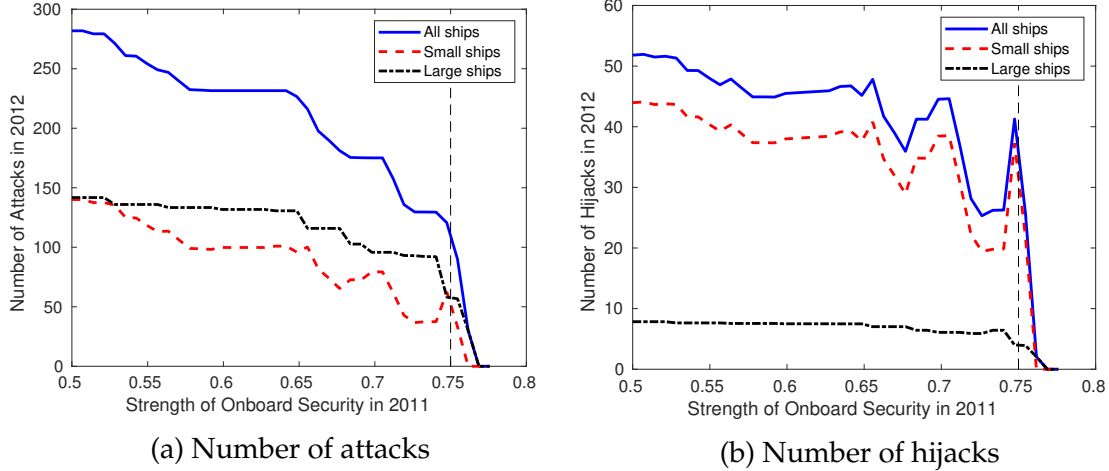 300
250
200
150
100
50
0
Number of Attacks in 2012
All ships
Small ships
Large ships
0.5 0.55 0.6 0.65 0.7 0.75 0.8
Strength of Onboard Security in 2011
(a) Number of attacks
60
50
40
30
20
10
0
Number of Hijacks in 2012
All ships
Small ships
Large ships
0.5 0.55 0.6 0.65 0.7 0.75 0.8
Strength of Onboard Security in 2011
(b) Number of hijacks